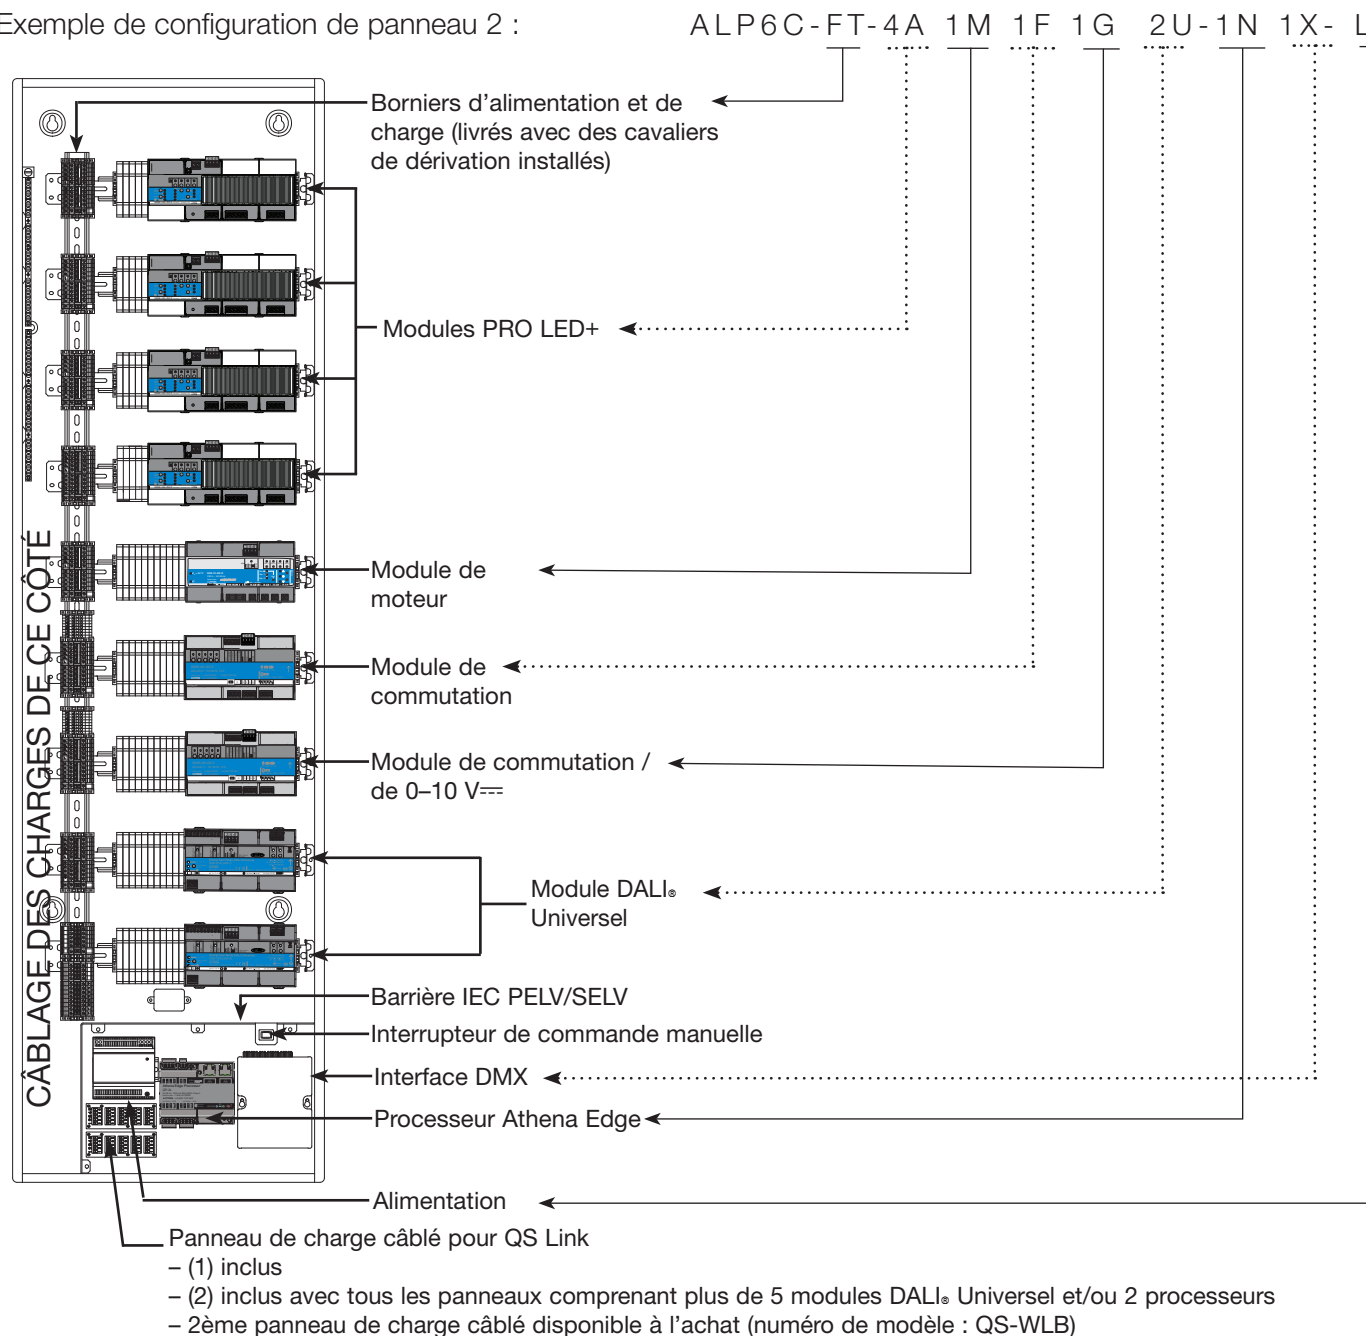 Exemple de configuration de panneau 2 :
ALP6C-FT-4A 1M 1F 1G 2U-1N 1X- L
Borniers d'alimentation et de
charge (livrés avec des cavaliers
de dérivation installés)
Modules PRO LED+
Module de
moteur
Module de
commutation
Module de commutation /
de 0–10 V⎓
Module DALI®
Universel
Barrière IEC PELV/SELV
Interrupteur de commande manuelle
Interface DMX
Processeur Athena Edge
Alimentation
CÂBLAGE DES CHARGES DE CE CÔTÉ
Panneau de charge câblé pour QS Link
– (1) inclus
– (2) inclus avec tous les panneaux comprenant plus de 5 modules DALI® Universel et/ou 2 processeurs
– 2ème panneau de charge câblé disponible à l'achat (numéro de modèle : QS-WLB)